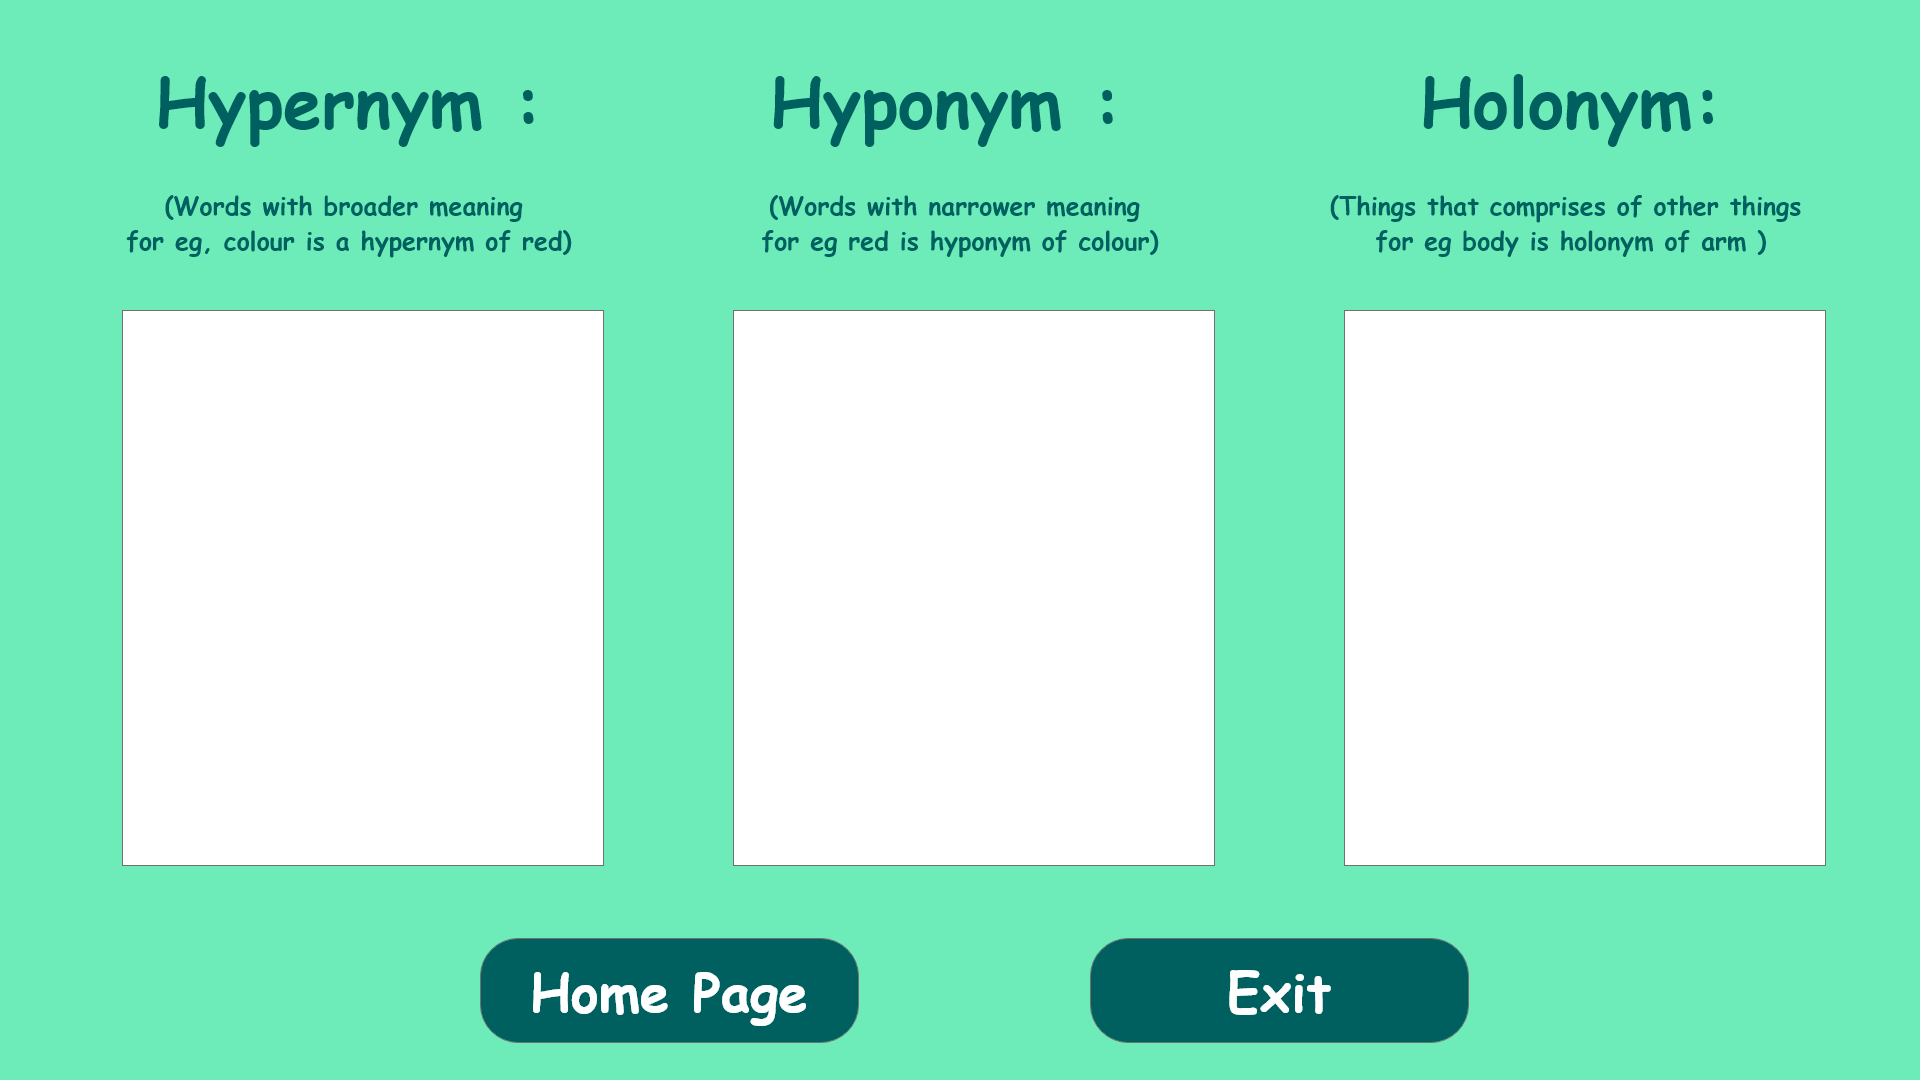 Hypernym :
(Words with broader meaning
for eg, colour is a hypernym of red)
Hyponym :
(Words with narrower meaning
for eg red is hyponym of colour)
Holonym:
(Things that comprises of other things
for eg body is holonym of arm )
Home Page
Exit